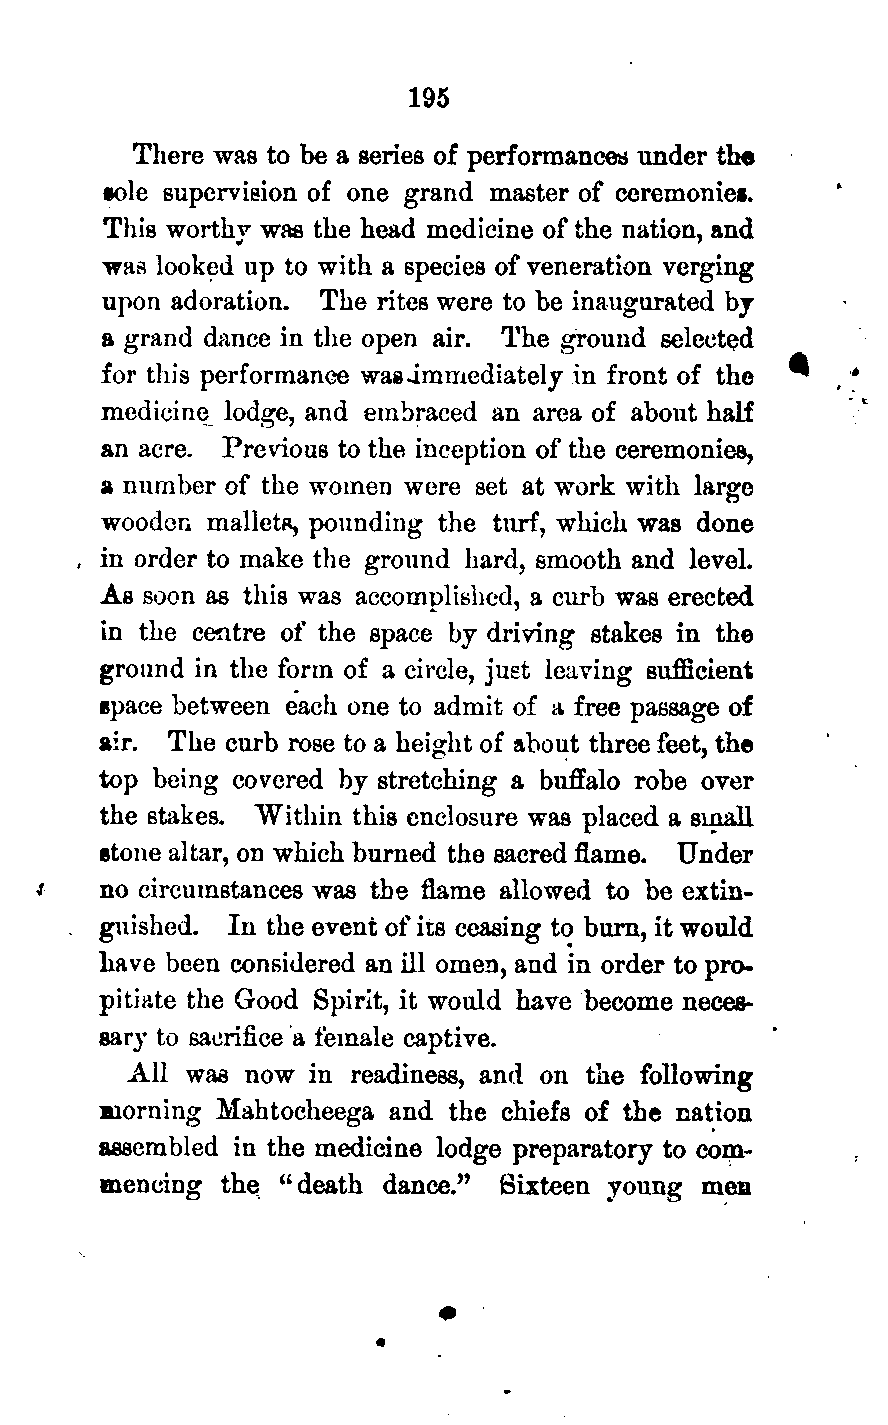 195
There was to be a series of performances under the
sole supervision of one grand master of ceremonies.
This worthy was the head medicine of the nation, and
was looked up to with a species of veneration verging
upon adoration. The rites were to be inaugurated by
a grand dance in the open air. The ground selected
for this performance was immediately in front of the
medicine lodge, and embraced an area of about half
an acre. Previous to the inception of the ceremonies,
a number of the women were set at work with large
wooden mallets, pounding the turf, which was done
in order to make the ground hard, smooth and level.
As soon as this was accomplished, a curb was erected
in the centre of the space by driving stakes in the
ground in the form of a circle, just leaving sufficient
space between each one to admit of a free passage of
air. The curb rose to a height of about three feet, the
top being covered by stretching a buffalo robe over
the stakes. Within this enclosure was placed a small
stone altar, on which burned the sacred flame. Under
no circumstances was the flame allowed to be extin-
guished. In the event of its ceasing to burn, it would
have been considered an ill omen, and in order to pro-
pitiate the Good Spirit, it would have become neces-
sary to sacrifice a female captive.
All was now in readiness, and on the following
morning Mahtocheega and the chiefs of the nation
assembled in the medicine lodge preparatory to com-
mencing the "death dance." Sixteen young men